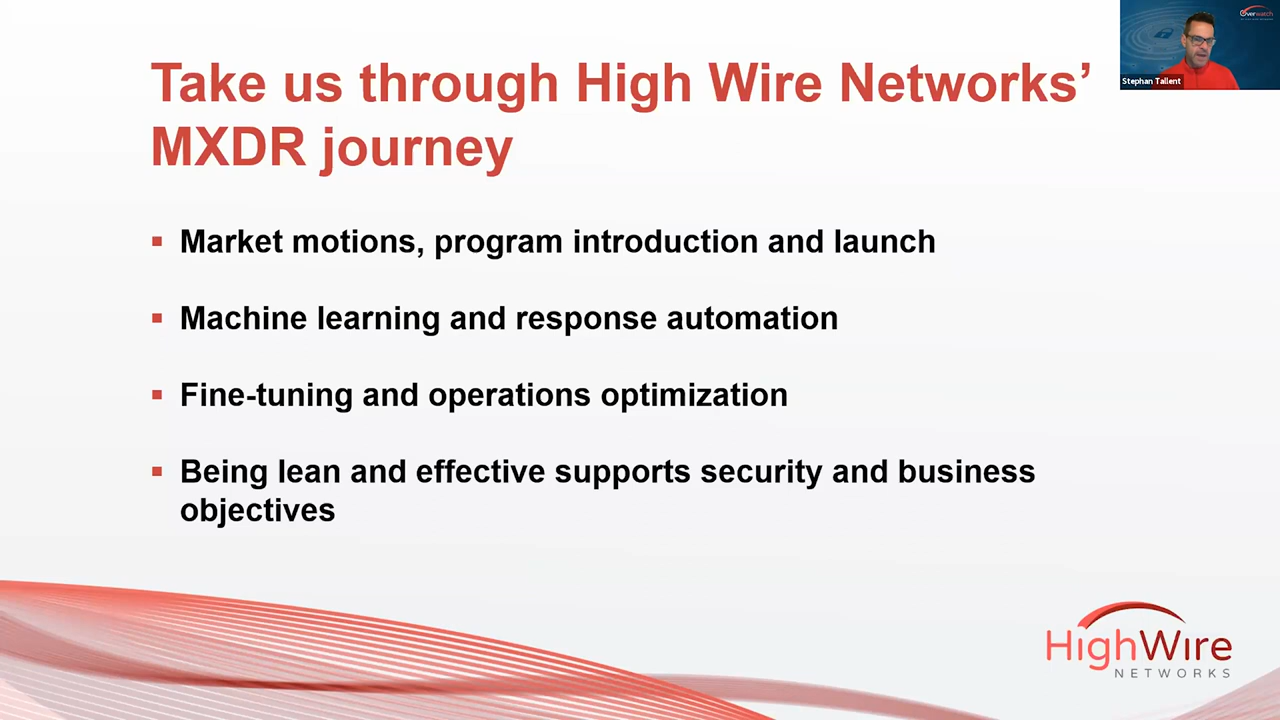 Take us through High Wire Networks’
MXDR journey
▪ Market motions, program introduction and launch
▪ Machine learning and response automation
▪ Fine-tuning and operations optimization
▪ Being lean and effective supports security and business
objectives
Overwatch
Stephan Tallent
HighWire
NETWORKS